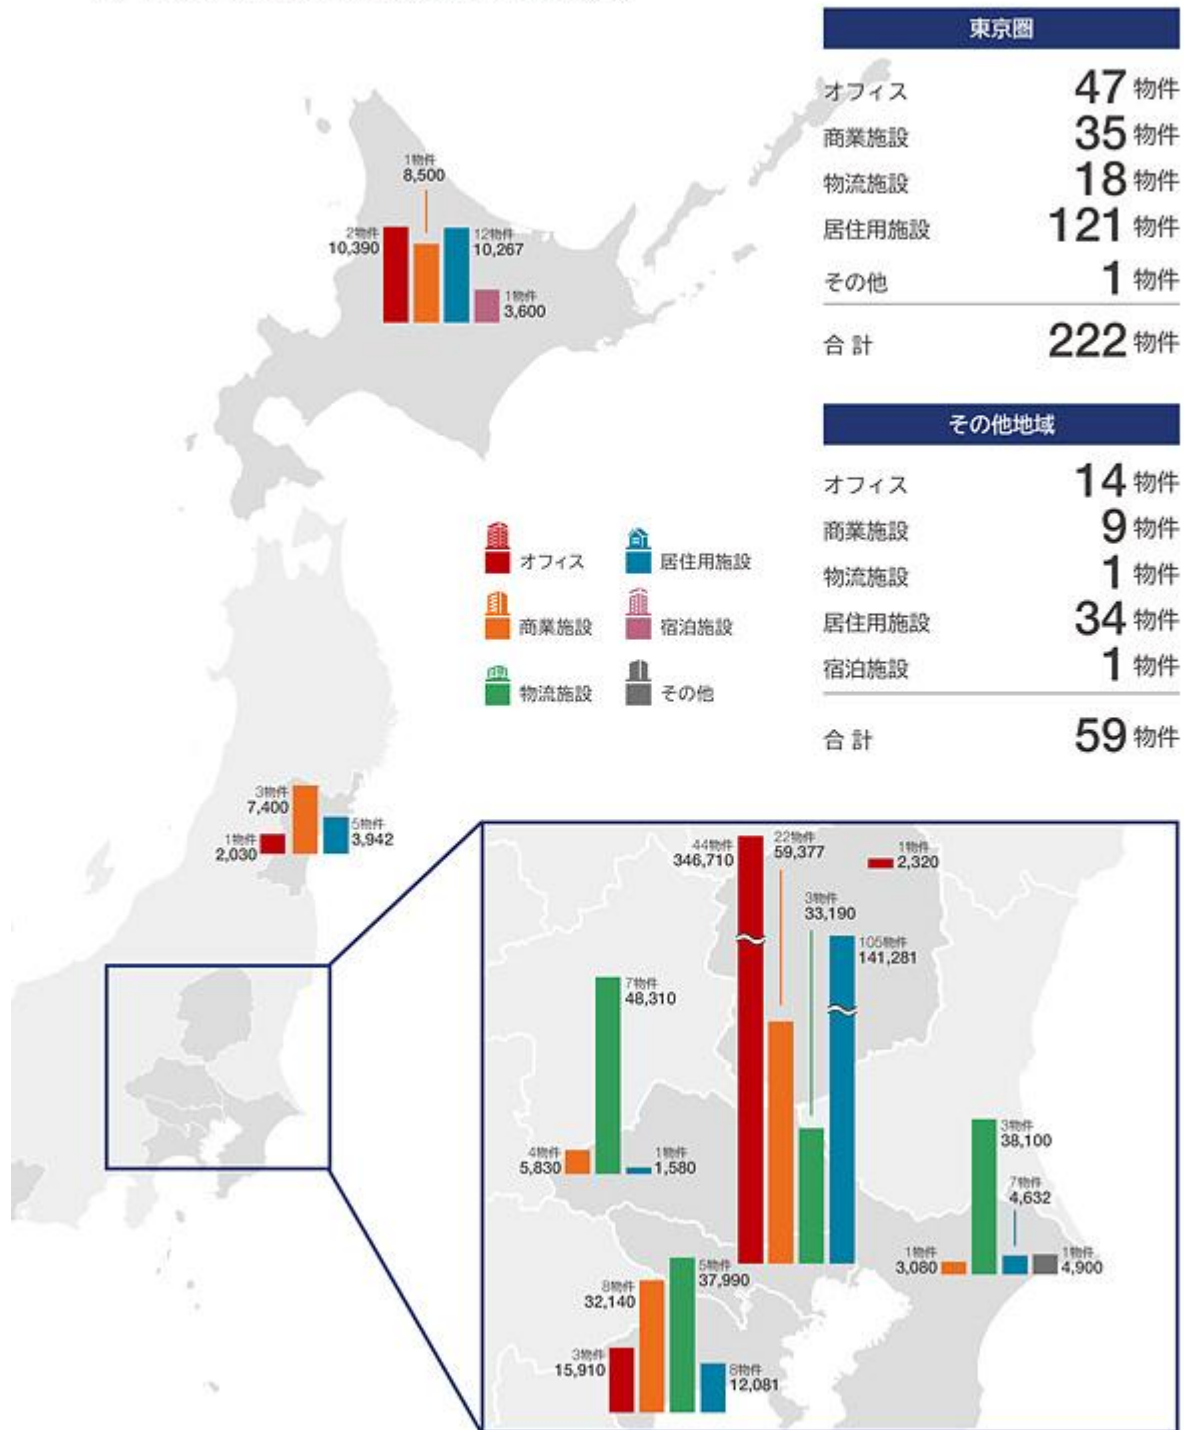 東京圏
オフィス 47 物件
商業施設 35 物件
物流施設 18 物件
居住用施設 121 物件
その他 1 物件
合 計 222 物件
その他地域
オフィス 14 物件
商業施設 9 物件
物流施設 1 物件
居住用施設 34 物件
宿泊施設 1 物件
合 計 59 物件
1物件
8,500
2物件
10,390
12物件
10,267
1物件
3,600
オフィス
居住用施設
商業施設
宿泊施設
物流施設
その他
3物件
7,400
1物件
2,030
5物件
3,942
44物件
346,710
22物件
59,377
1物件
2,320
3物件
33,190
105物件
141,281
7物件
48,310
4物件
5,830
1物件
1,580
3物件
38,100
7物件
4,632
1物件
3,080
1物件
4,900
5物件
37,990
8物件
32,140
3物件
15,910
8物件
12,081